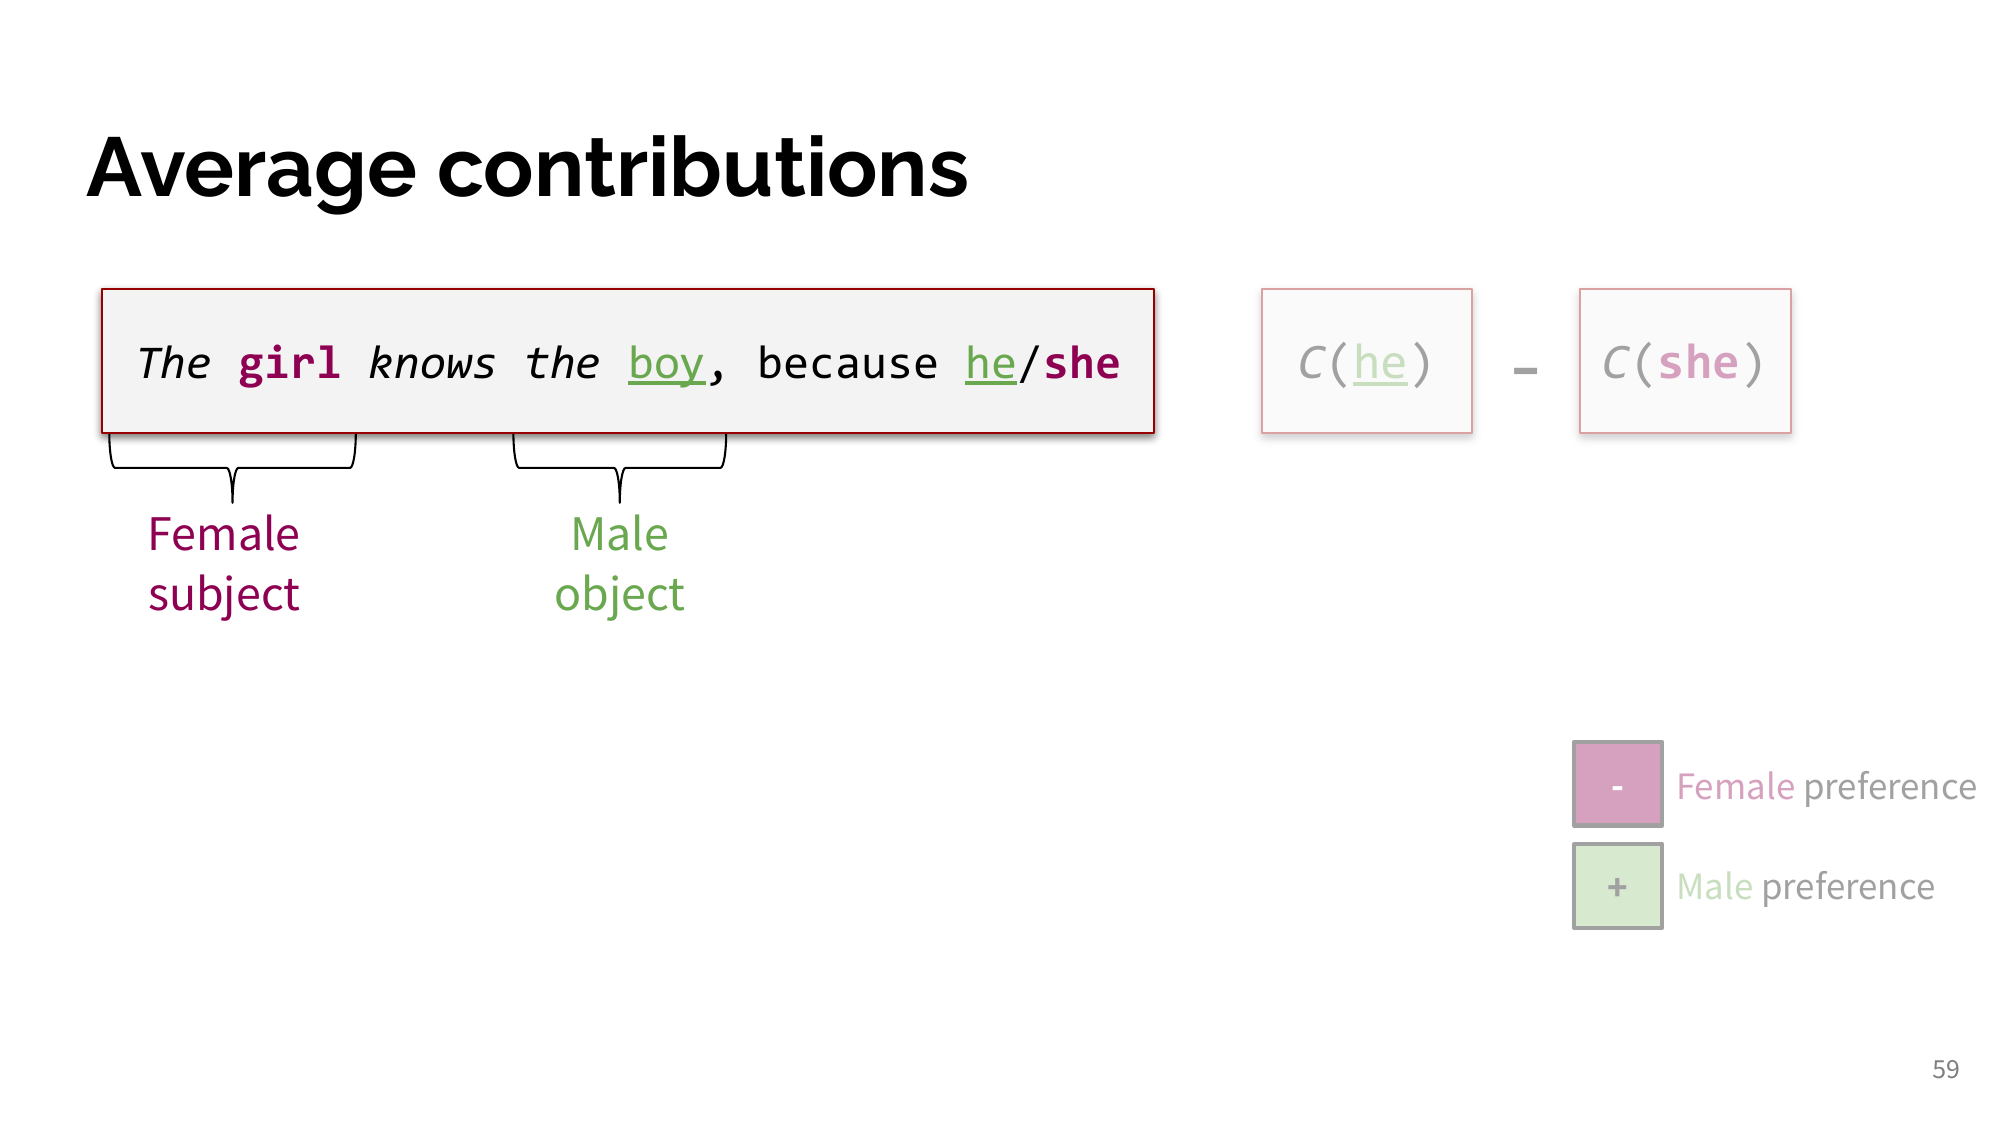 Average contributions
The girl knows the boy, because he/she
C(he) – C(she)
Female
subject
Male
object
- Female preference
+ Male preference
59